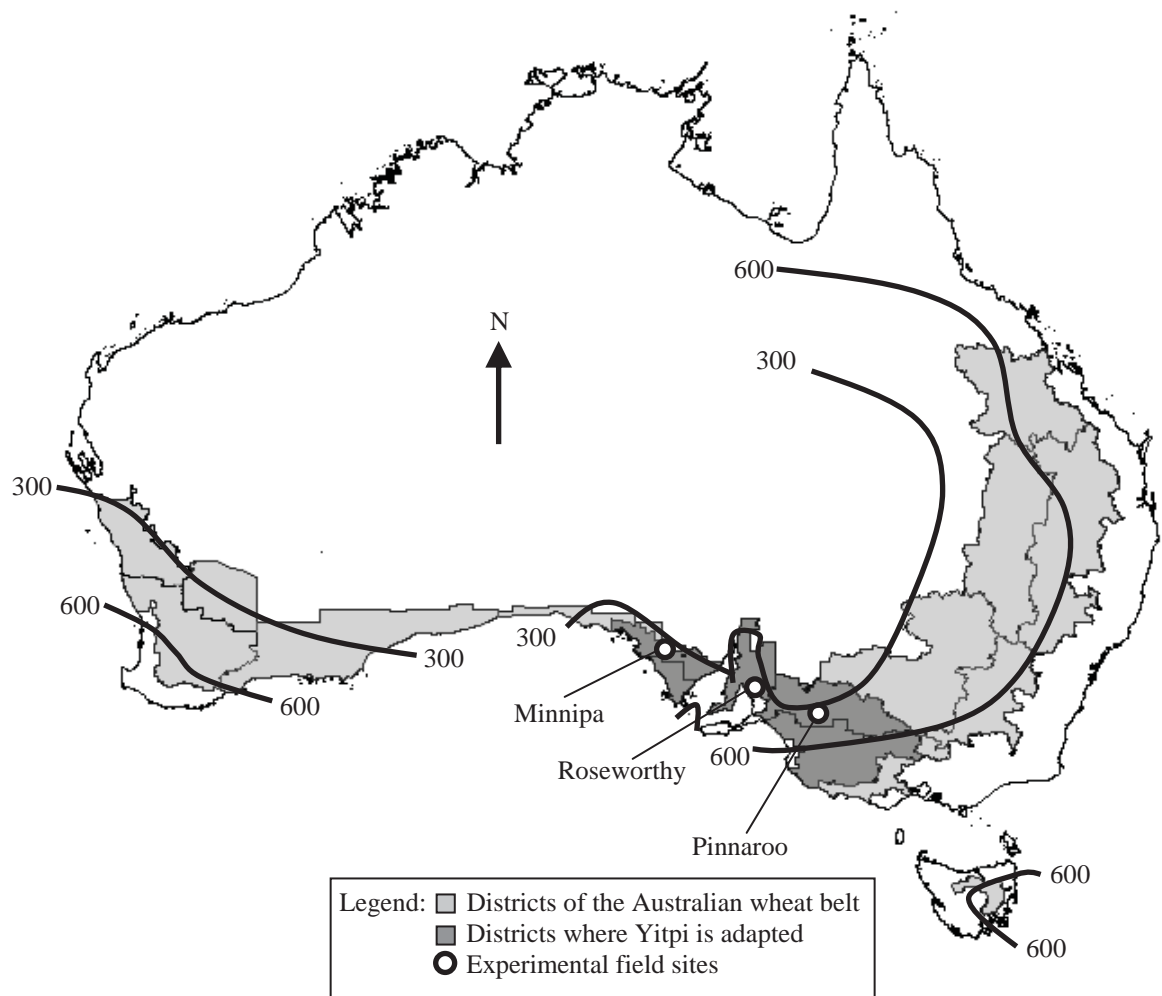 600
N
300
300
600
300
300
600
Minnipa
Roseworthy
600
Pinnaroo
600
600
Legend: Districts of the Australian wheat belt
Districts where Yitpi is adapted
Experimental field sites